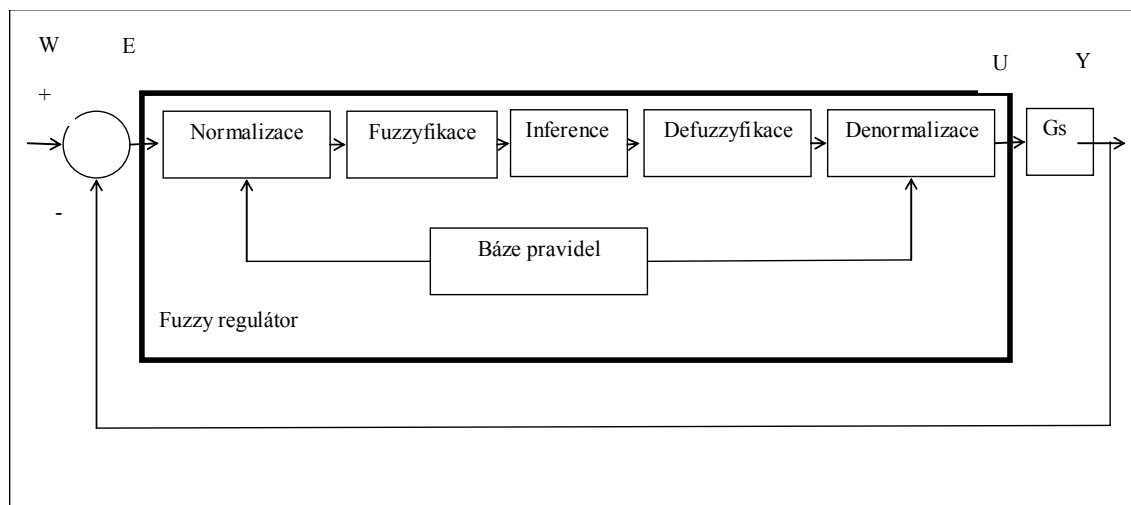 W
E
U
Y
+
Normalizace
Fuzzyfikace
Inference
Defuzzyfikace
Denormalizace
Gs
-
Báze pravidel
Fuzzy regulátor